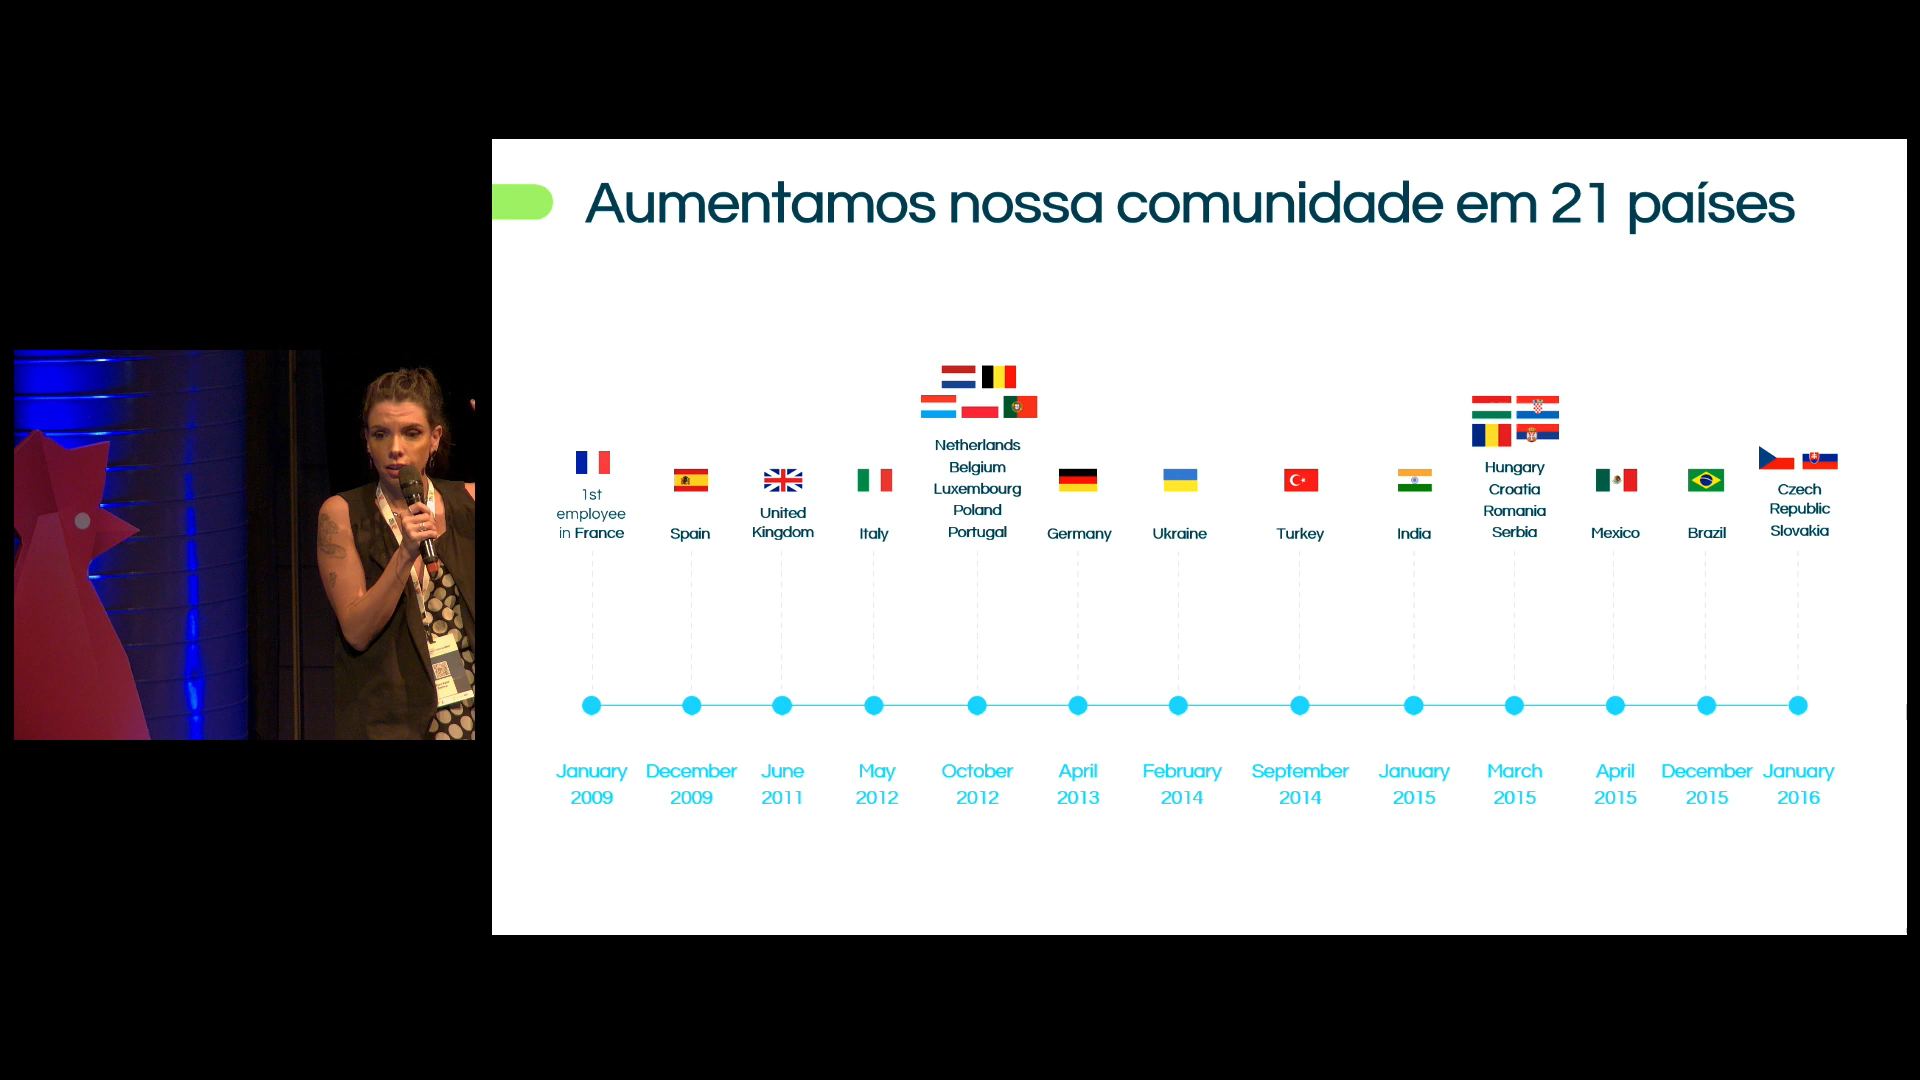 Aumentamos nossa comunidade em 21 países
1st
employee
in France
Spain
United
Kingdom
Italy
Netherlands
Belgium
Luxembourg
Poland
Portugal
Germany
Ukraine
Turkey
India
Hungary
Croatia
Romania
Serbia
Mexico
Brazil
Czech
Republic
Slovakia
January
2009
December
2009
June
2011
May
2012
October
2012
April
2013
February
2014
September
2014
January
2015
March
2015
April
2015
December
2015
January
2016